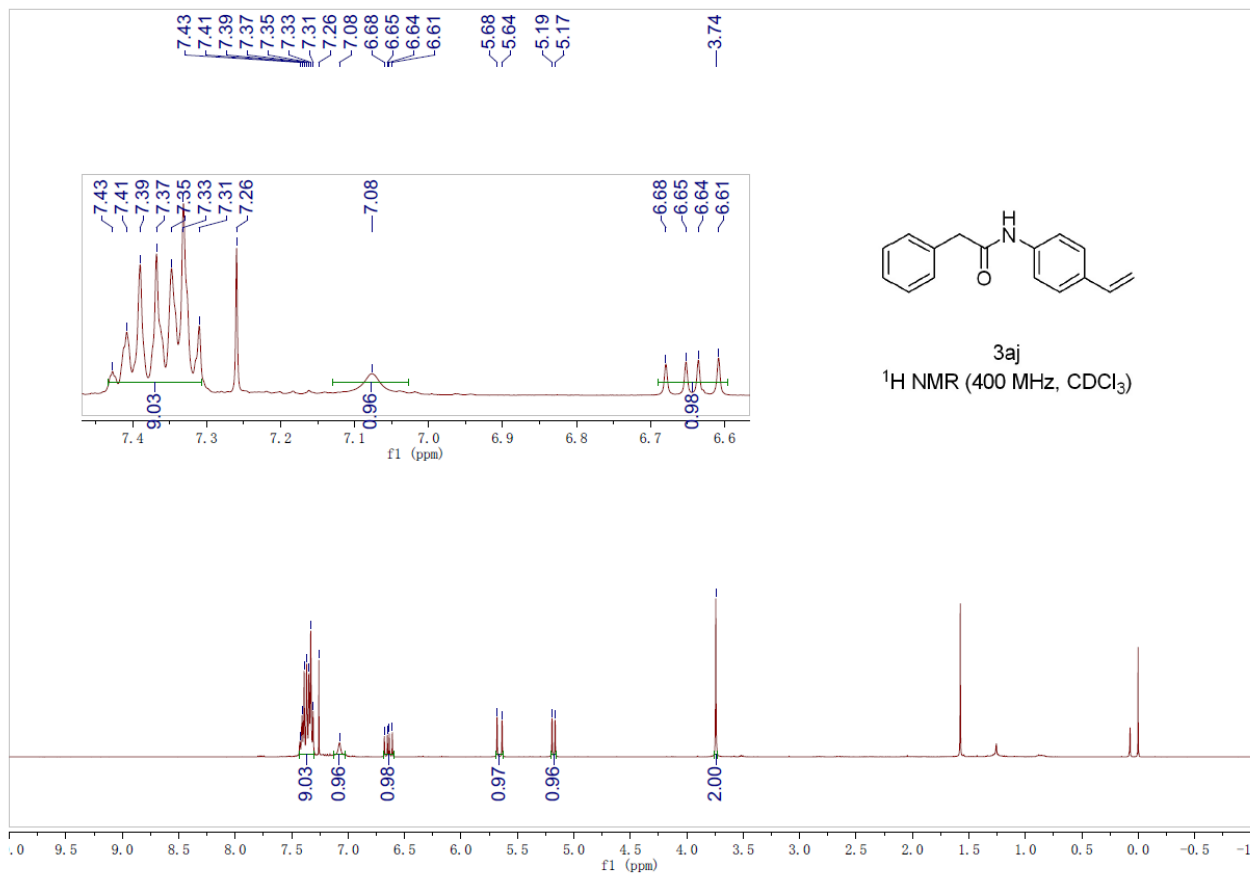 7.43 7.41 7.39 7.37 7.35 7.33 7.31 7.26 7.08 6.68 6.65 6.64 6.61 5.68 5.64 5.19 5.17 3.74
7.43 7.41 7.39 7.37 7.35 7.33 7.31 7.26 7.08 6.68 6.65 6.64 6.61
9.03 0.96 0.98
7.4 7.3 7.2 7.1 7.0 6.9 6.8 6.7 6.6
f1 (ppm)
H
N
O
3aj
¹H NMR (400 MHz, CDCl₃)
9.03 0.96 0.98 0.97 0.96 2.00
.0 9.5 9.0 8.5 8.0 7.5 7.0 6.5 6.0 5.5 5.0 4.5 4.0 3.5 3.0 2.5 2.0 1.5 1.0 0.5 0.0 -0.5 -1
f1 (ppm)